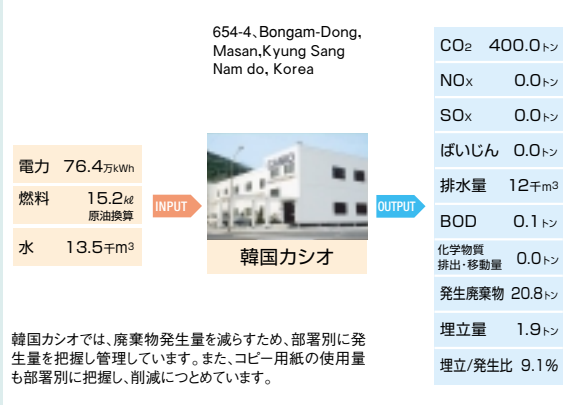 654-4、Bongam-Dong,
Masan,Kyung Sang
Nam do, Korea
電力 76.4万kWh
燃料 15.2㎘
原油換算
水 13.5千m³
INPUT
韓国カシオ
OUTPUT
CO₂ 400.0トン
NOx 0.0トン
SOx 0.0トン
ばいじん 0.0トン
排水量 12千m³
BOD 0.1トン
化学物質
排出・移動量 0.0トン
発生廃棄物 20.8トン
埋立量 1.9トン
埋立/発生比 9.1%
韓国カシオでは、廃棄物発生量を減らすため、部署別に発
生量を把握し管理しています。また、コピー用紙の使用量
も部署別に把握し、削減につとめています。